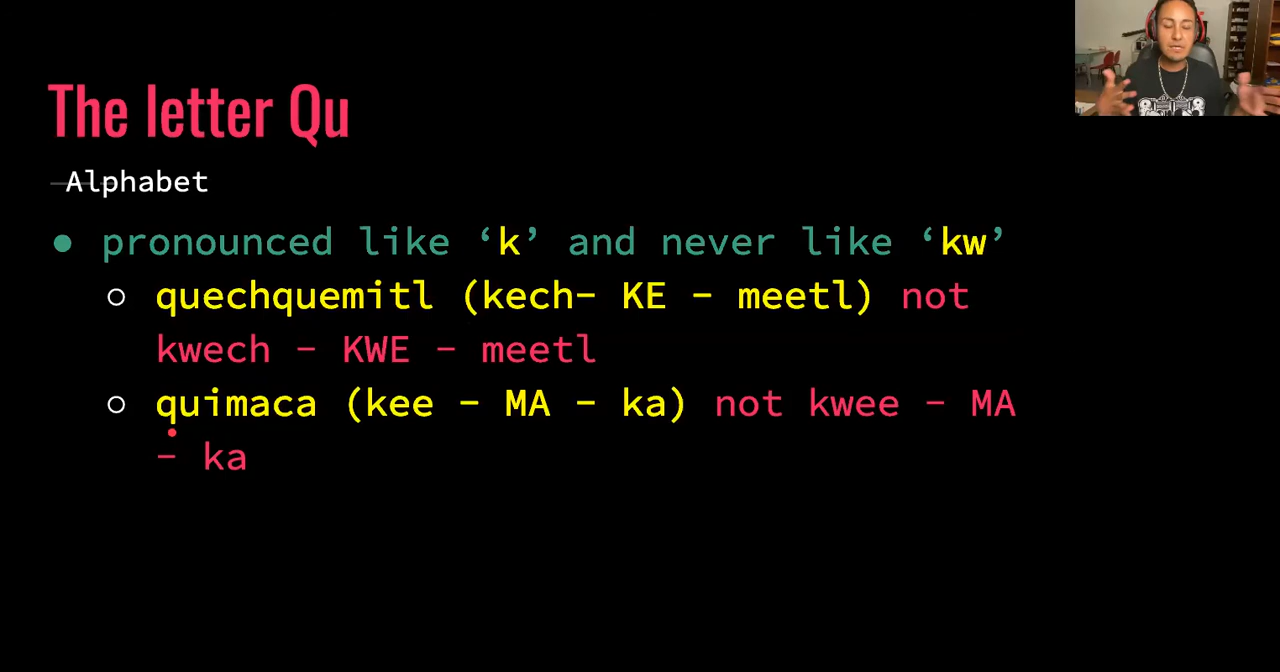 The letter Qu
Alphabet
● pronounced like ‘k’ and never like ‘kw’
○ quechquemitl (kech- KE - meetl) not
kwech - KWE - meetl
○ quimaca (kee - MA - ka) not kwee - MA
- ka